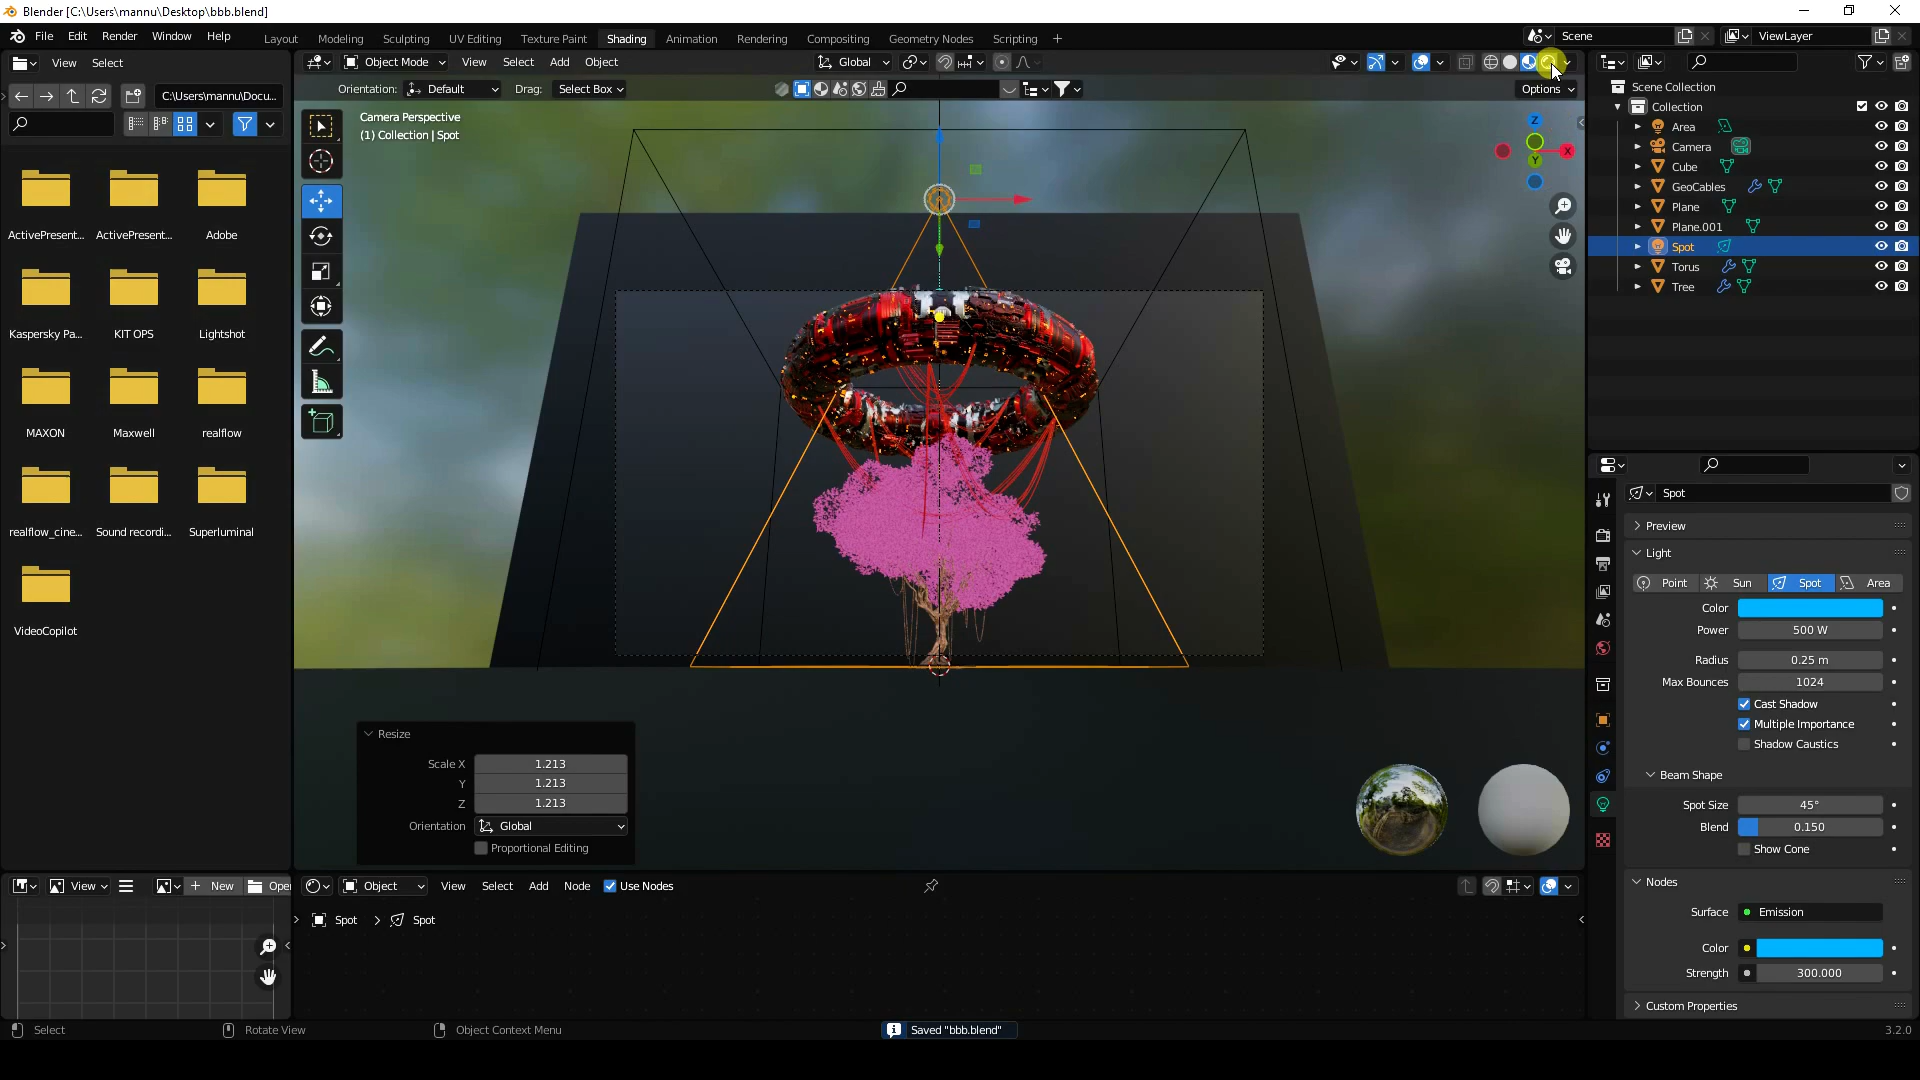 Blender [C:\Users\mannu\Desktop\bbb.blend]
File Edit Render Window Help
Layout Modeling Sculpting UV Editing Texture Paint Shading Animation Rendering Compositing Geometry Nodes Scripting +
Scene ViewLayer
View Select
Object Mode View Select Add Object Global
C:\Users\mannu\Docu...
Orientation: Default Drag: Select Box Options
Camera Perspective
(1) Collection | Spot
Z
X
Y
ActivePresent... ActivePresent... Adobe
Kaspersky Pa... KIT OPS Lightshot
MAXON Maxwell realflow
realflow_cine... Sound recordi... Superluminal
VideoCopilot
Scene Collection
Collection
Area
Camera
Cube
GeoCables
Plane
Plane.001
Spot
Torus
Tree
Spot
Preview
Light
Point Sun Spot Area
Color
Power 500 W
Radius 0.25 m
Max Bounces 1024
Cast Shadow
Multiple Importance
Shadow Caustics
Beam Shape
Spot Size 45°
Blend 0.150
Show Cone
Nodes
Surface Emission
Color
Strength 300.000
Custom Properties
Resize
Scale X 1.213
Y 1.213
Z 1.213
Orientation Global
Proportional Editing
View New Open
Object View Select Add Node Use Nodes
Spot > Spot
Select Rotate View Object Context Menu Saved "bbb.blend" 3.2.0